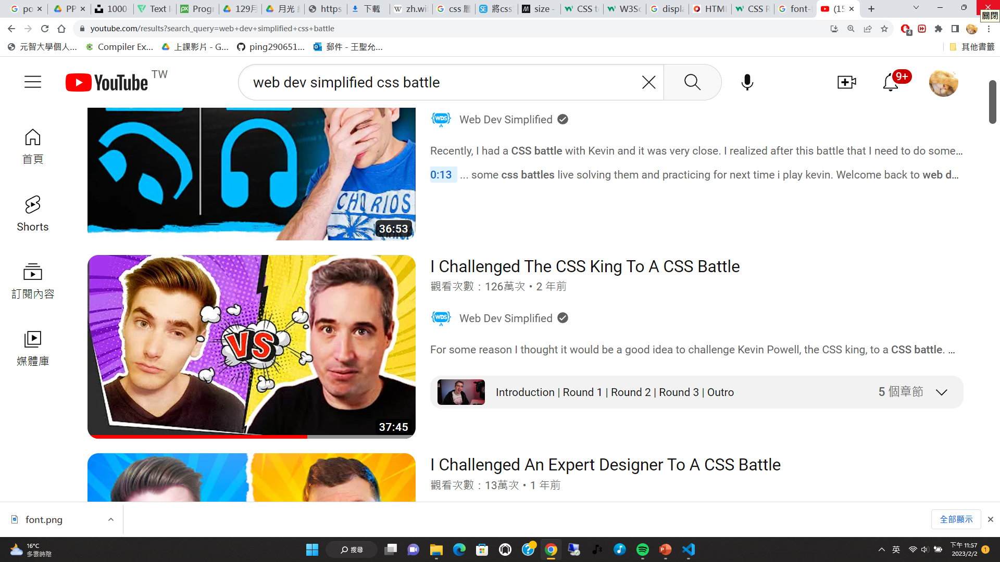 po
PP
1000
Text
Progr
129月
月光
https
下載
zh.wi
css 層
將css
size -
CSS to
W3Sc
displa
HTML
CSS R
font-
(15
關閉
youtube.com/results?search_query=web+dev+simplified+css+battle
4
元智大學個人...
Compiler Ex...
上課影片 - G...
ping290651...
郵件 - 王聖允...
其他書籤
YouTube TW
web dev simplified css battle
9+
首頁
Shorts
訂閱內容
媒體庫
CHO RIOS
36:53
WDS Web Dev Simplified
Recently, I had a CSS battle with Kevin and it was very close. I realized after this battle that I need to do some...
0:13 ... some css battles live solving them and practicing for next time i play kevin. Welcome back to web d...
VS
37:45
I Challenged The CSS King To A CSS Battle
觀看次數：126萬次 • 2 年前
WDS Web Dev Simplified
For some reason I thought it would be a good idea to challenge Kevin Powell, the CSS king, to a CSS battle. ...
Introduction | Round 1 | Round 2 | Round 3 | Outro
5 個章節
I Challenged An Expert Designer To A CSS Battle
觀看次數：13萬次 • 1 年前
font.png
全部顯示
16°C
多雲時陰
搜尋
英
下午 11:57
2023/2/2
1